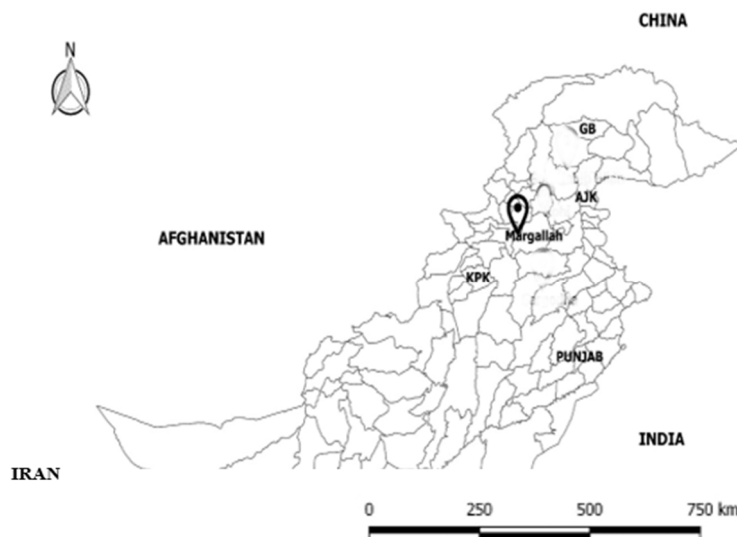 CHINA
N
GB
AJK
AFGHANISTAN
Margallah
KPK
PUNJAB
INDIA
IRAN
0 250 500 750 km